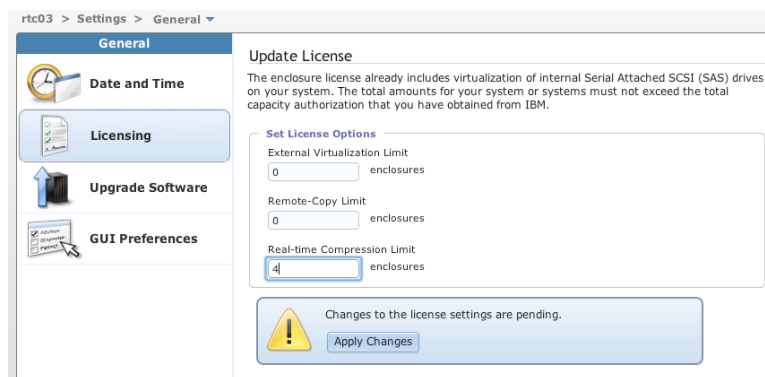 rtc03 > Settings > General
General
Date and Time
Licensing
Upgrade Software
GUI Preferences
Update License
The enclosure license already includes virtualization of internal Serial Attached SCSI (SAS) drives
on your system. The total amounts for your system or systems must not exceed the total
capacity authorization that you have obtained from IBM.
Set License Options
External Virtualization Limit
0 enclosures
Remote-Copy Limit
0 enclosures
Real-time Compression Limit
4 enclosures
Changes to the license settings are pending.
Apply Changes